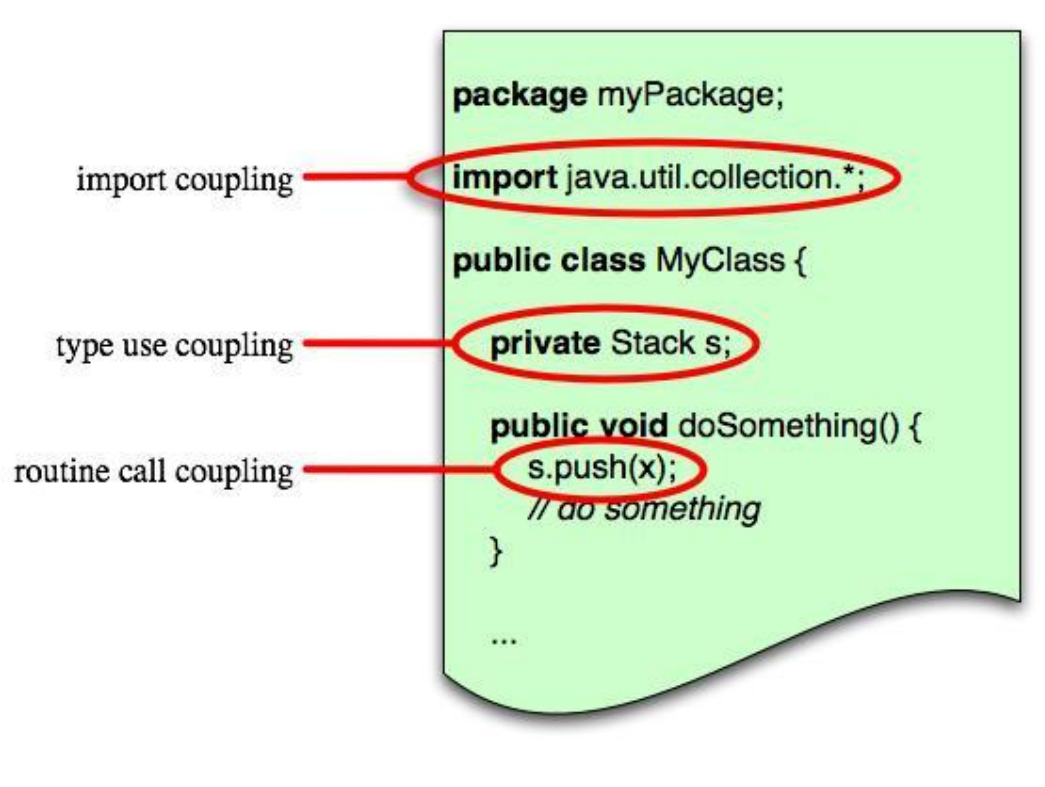 package myPackage;
import coupling
import java.util.collection.*;
public class MyClass {
type use coupling
private Stack s;
public void doSomething() {
routine call coupling
s.push(x);
// do something
}
...